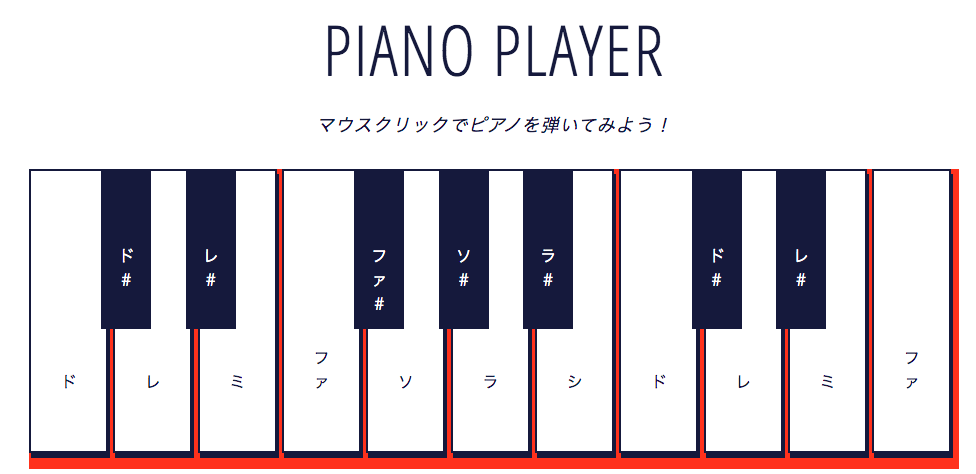 PIANO PLAYER
マウスクリックでピアノを弾いてみよう！
ド#
レ#
ファ#
ソ#
ラ#
ド#
レ#
ド
レ
ミ
ファ
ソ
ラ
シ
ド
レ
ミ
ファ